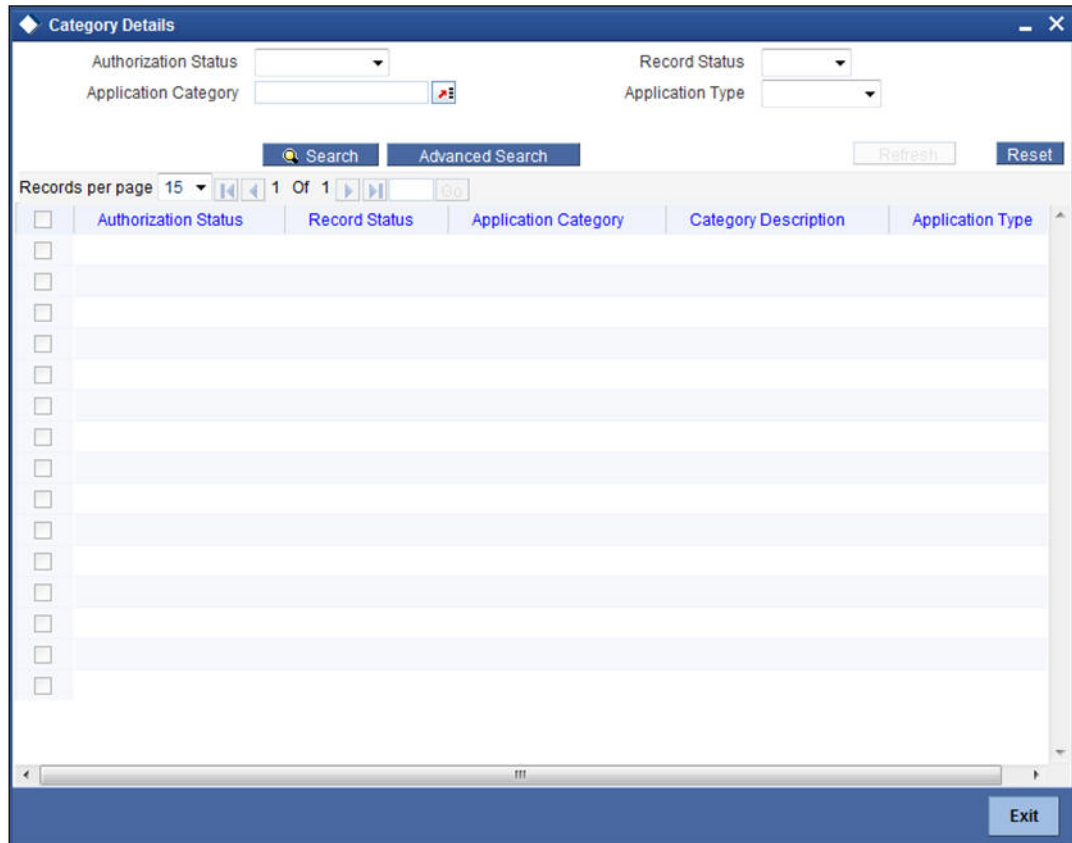 Category Details
Authorization Status Record Status
Application Category Application Type
Search Advanced Search Refresh Reset
Records per page 15 1 Of 1 Go
Authorization Status Record Status Application Category Category Description Application Type
Exit